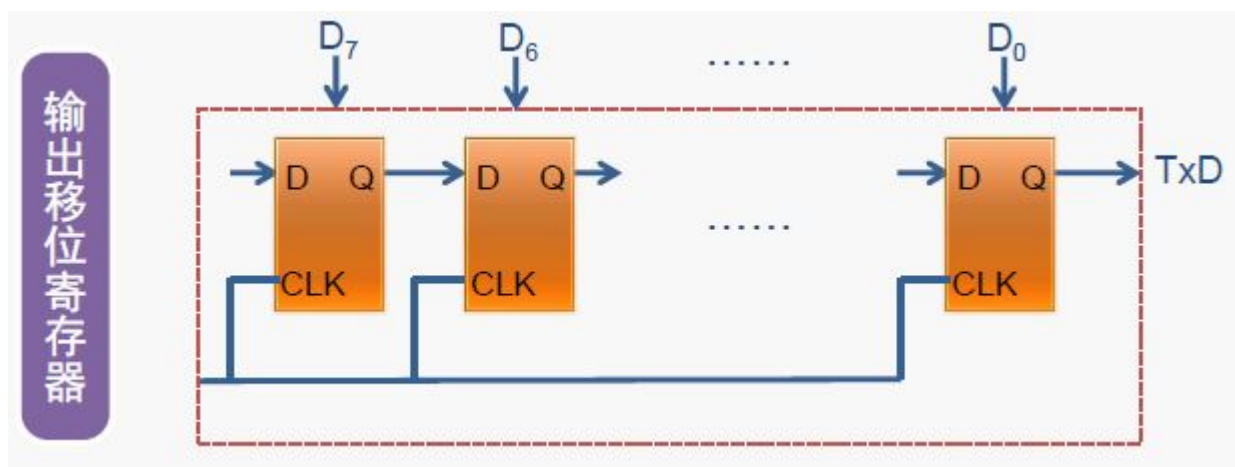 输出移位寄存器
D₇ D₆ …… D₀
D Q D Q D Q TxD
……
CLK CLK CLK